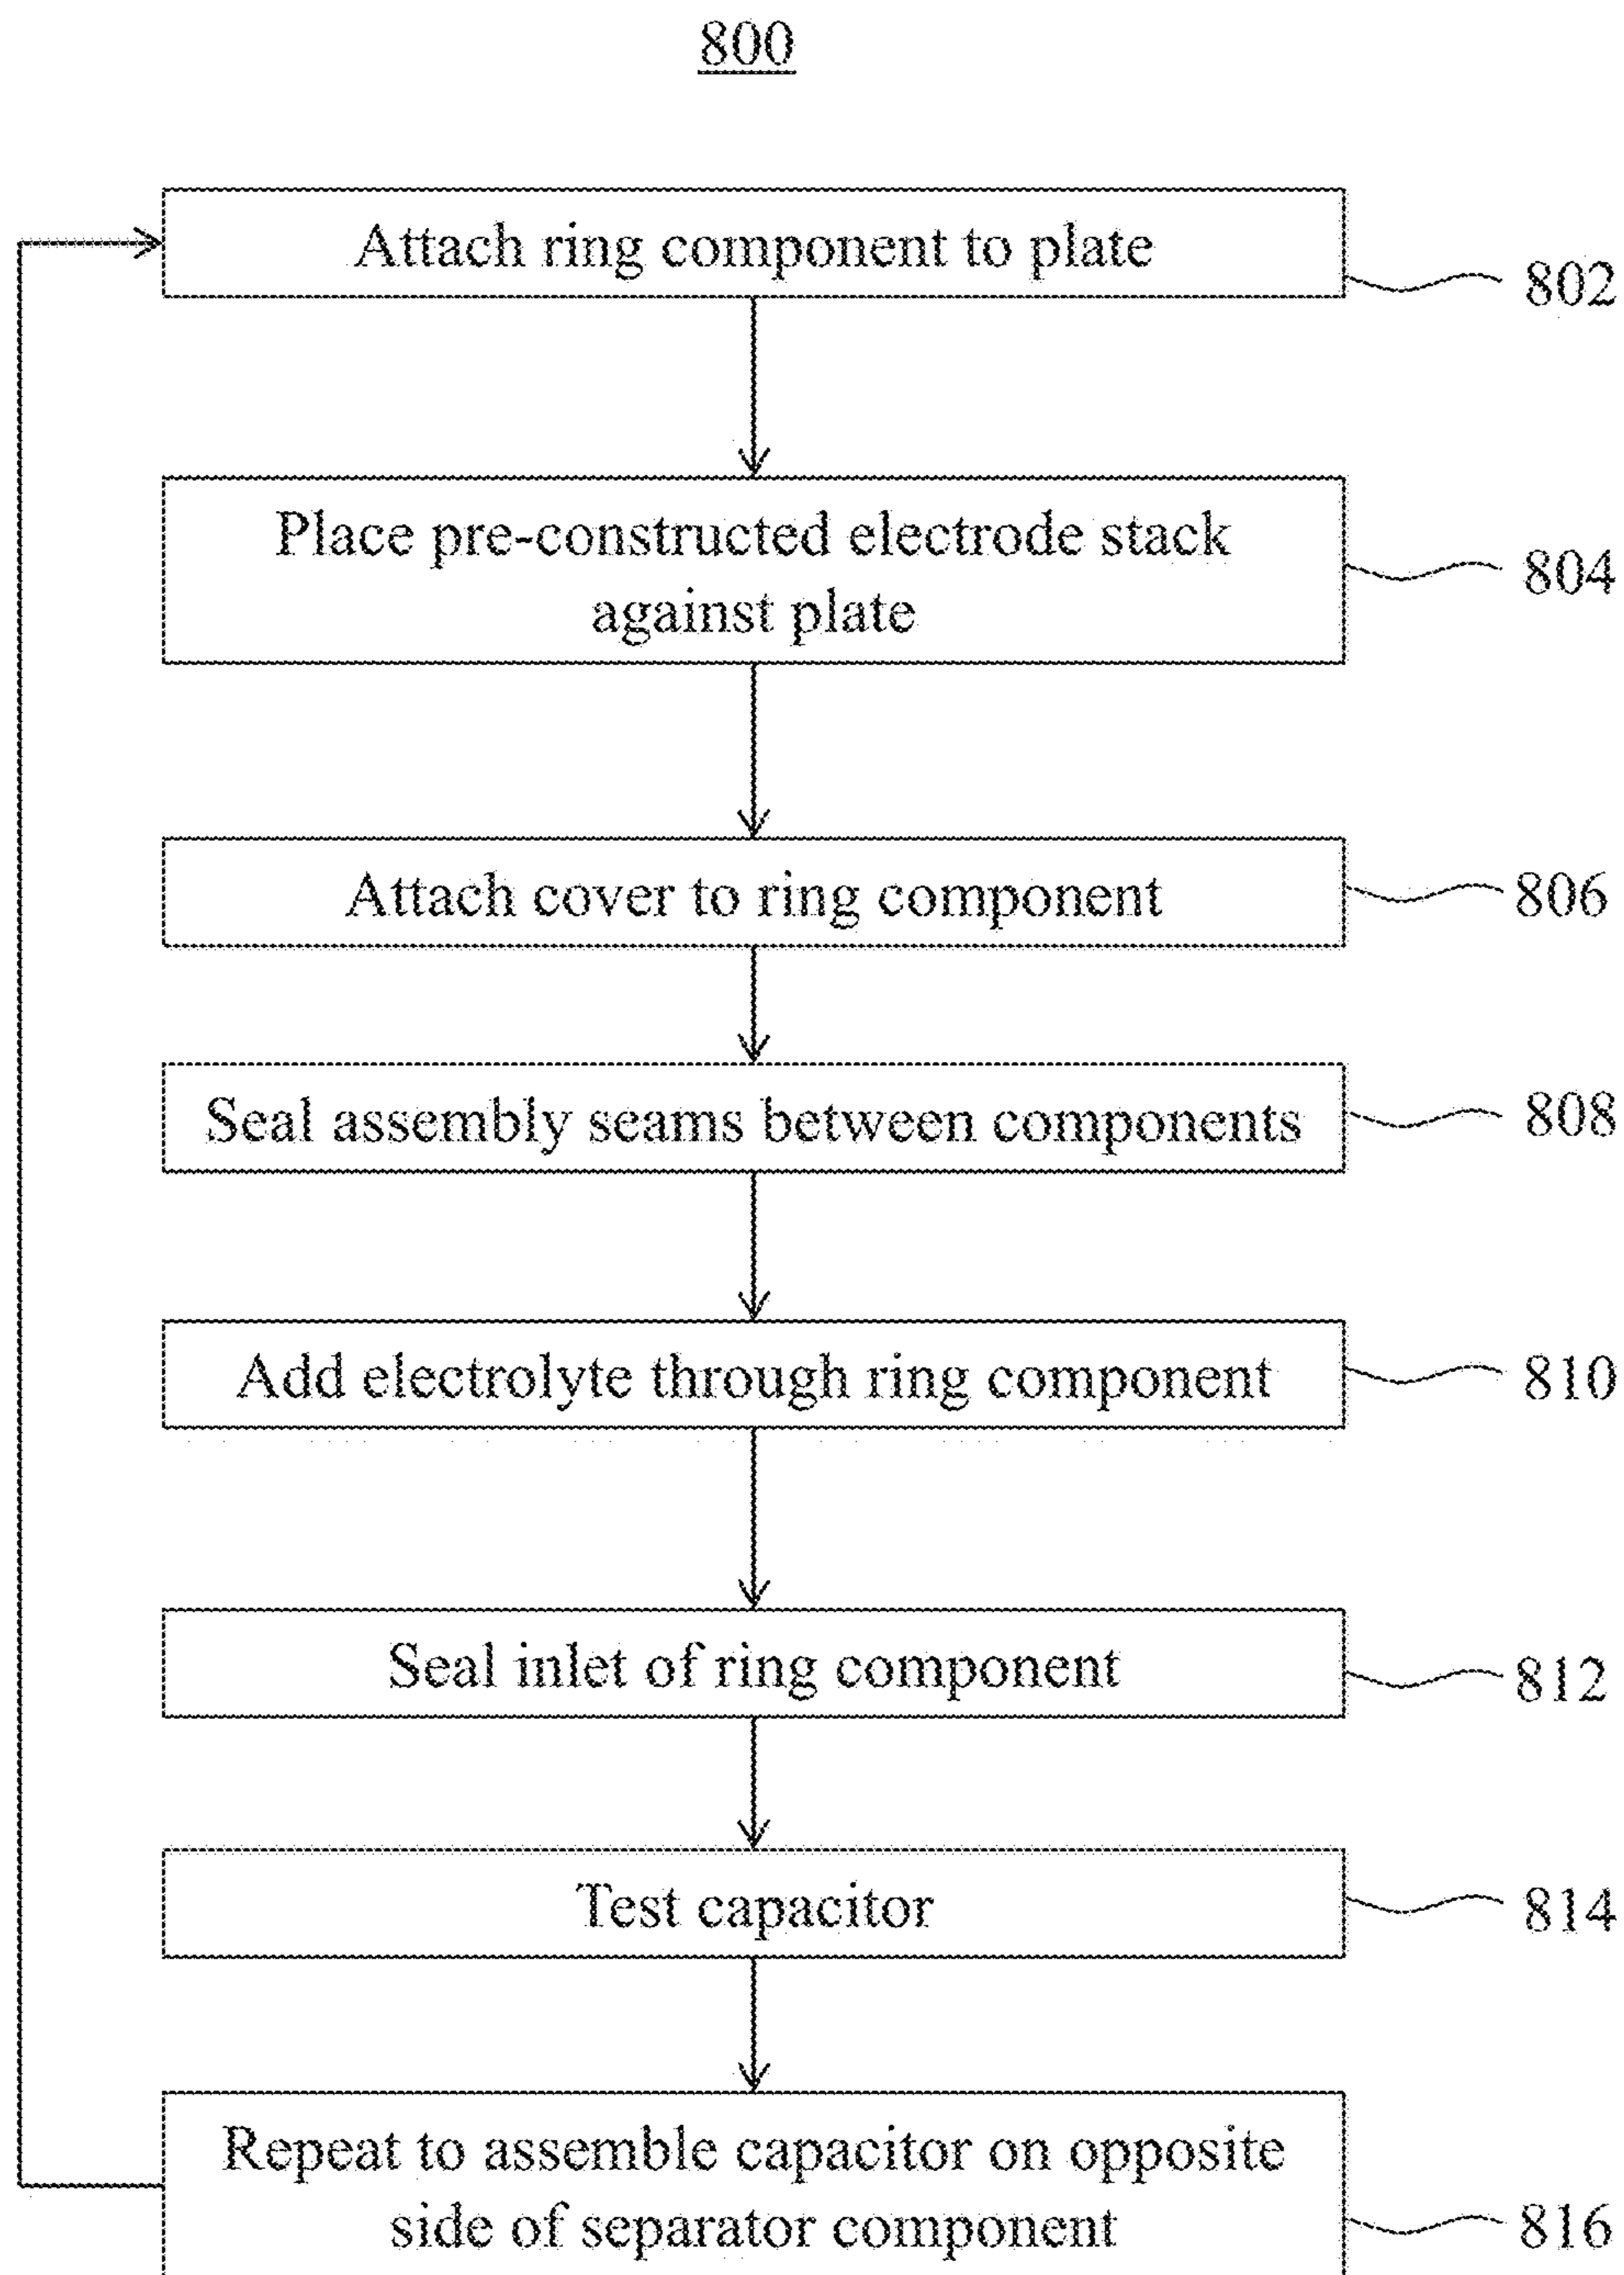 800
Attach ring component to plate
802
Place pre-constructed electrode stack
against plate
804
Attach cover to ring component
806
Seal assembly seams between components
808
Add electrolyte through ring component
810
Seal inlet of ring component
812
Test capacitor
814
Repeat to assemble capacitor on opposite
side of separator component
816